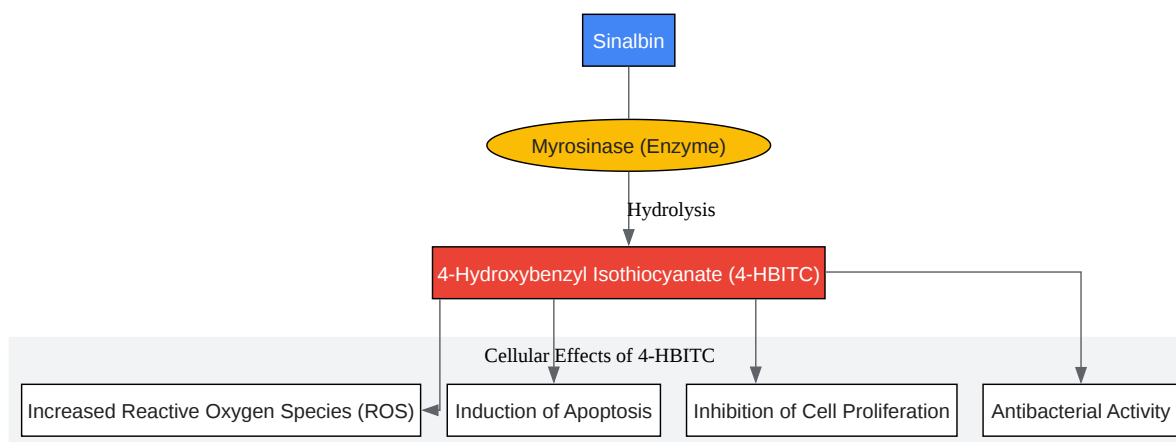 Sinalbin
Myrosinase (Enzyme)
Hydrolysis
4-Hydroxybenzyl Isothiocyanate (4-HBITC)
Cellular Effects of 4-HBITC
Increased Reactive Oxygen Species (ROS)
Induction of Apoptosis
Inhibition of Cell Proliferation
Antibacterial Activity